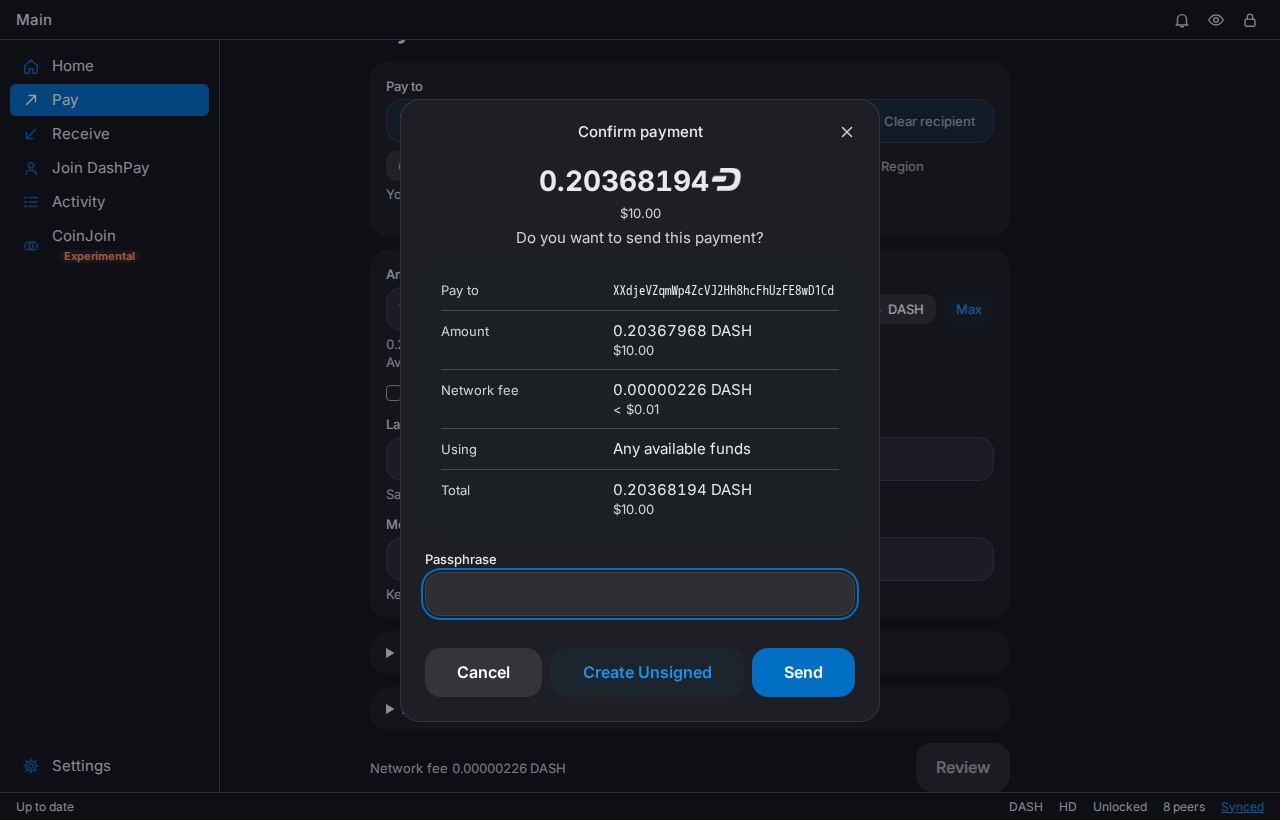 Main
Home
Pay
Receive
Join DashPay
Activity
CoinJoin
Experimental
Settings
Pay to
Clear recipient
Region
DASH
Max
Confirm payment
0.20368194
$10.00
Do you want to send this payment?
Pay to XXdjeVZqmWp4ZcVJ2Hh8hcFhUzFE8wD1Cd
Amount 0.20367968 DASH
$10.00
Network fee 0.00000226 DASH
< $0.01
Using Any available funds
Total 0.20368194 DASH
$10.00
Passphrase
Cancel Create Unsigned Send
Network fee 0.00000226 DASH
Review
Up to date
DASH HD Unlocked 8 peers Synced